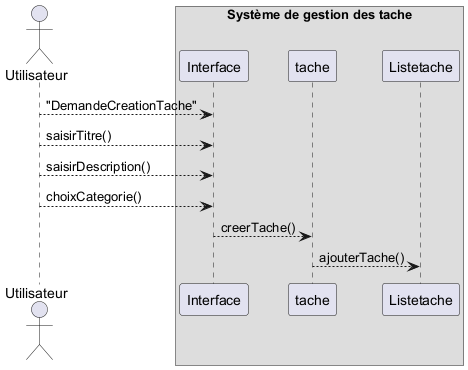 Système de gestion des tache
Utilisateur
Interface
tache
Listetache
"DemandeCreationTache"
saisirTitre()
saisirDescription()
choixCategorie()
creerTache()
ajouterTache()
Utilisateur
Interface
tache
Listetache